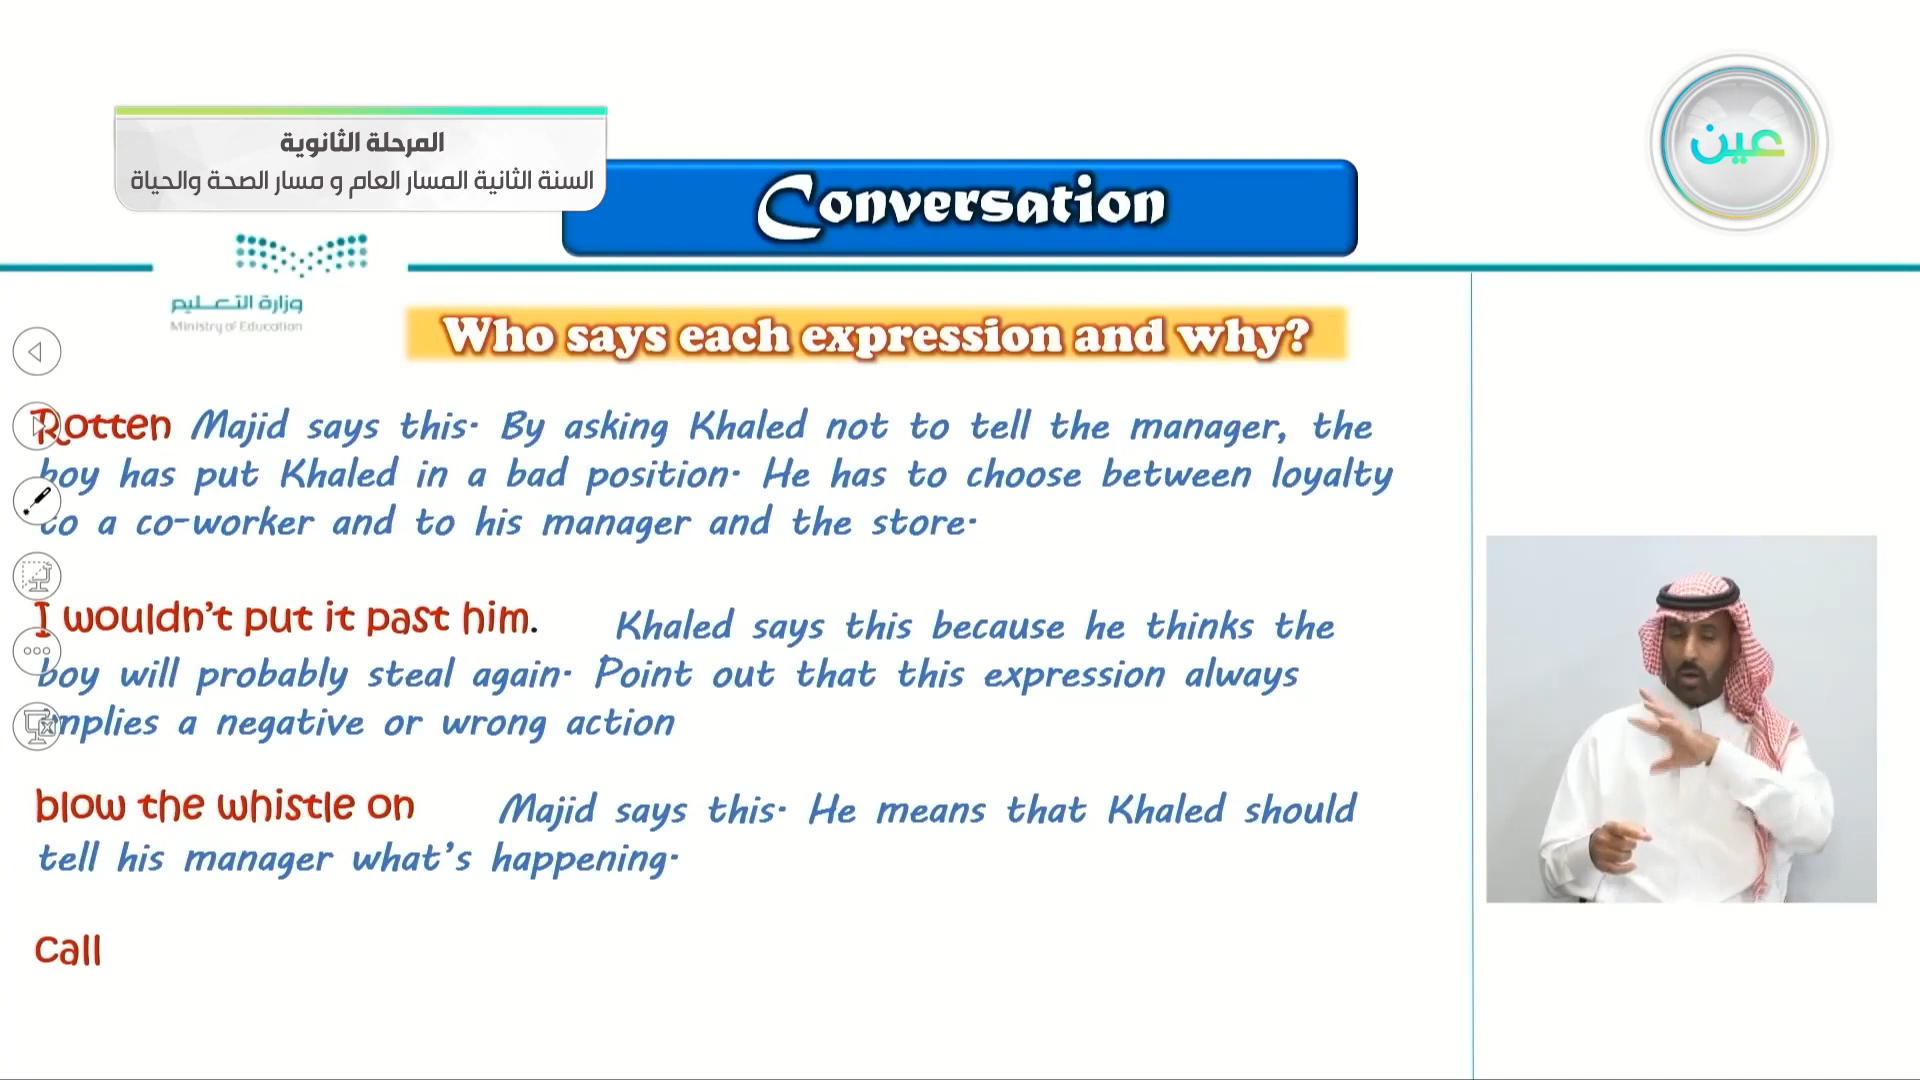 المرحلة الثانوية
السنة الثانية المسار العام و مسار الصحة والحياة
عين
Conversation
وزارة التعليم
Ministry of Education
Who says each expression and why?
Rotten Majid says this. By asking Khaled not to tell the manager, the
boy has put Khaled in a bad position. He has to choose between loyalty
to a co-worker and to his manager and the store.
I wouldn't put it past him. Khaled says this because he thinks the
boy will probably steal again. Point out that this expression always
implies a negative or wrong action
blow the whistle on Majid says this. He means that Khaled should
tell his manager what's happening.
call